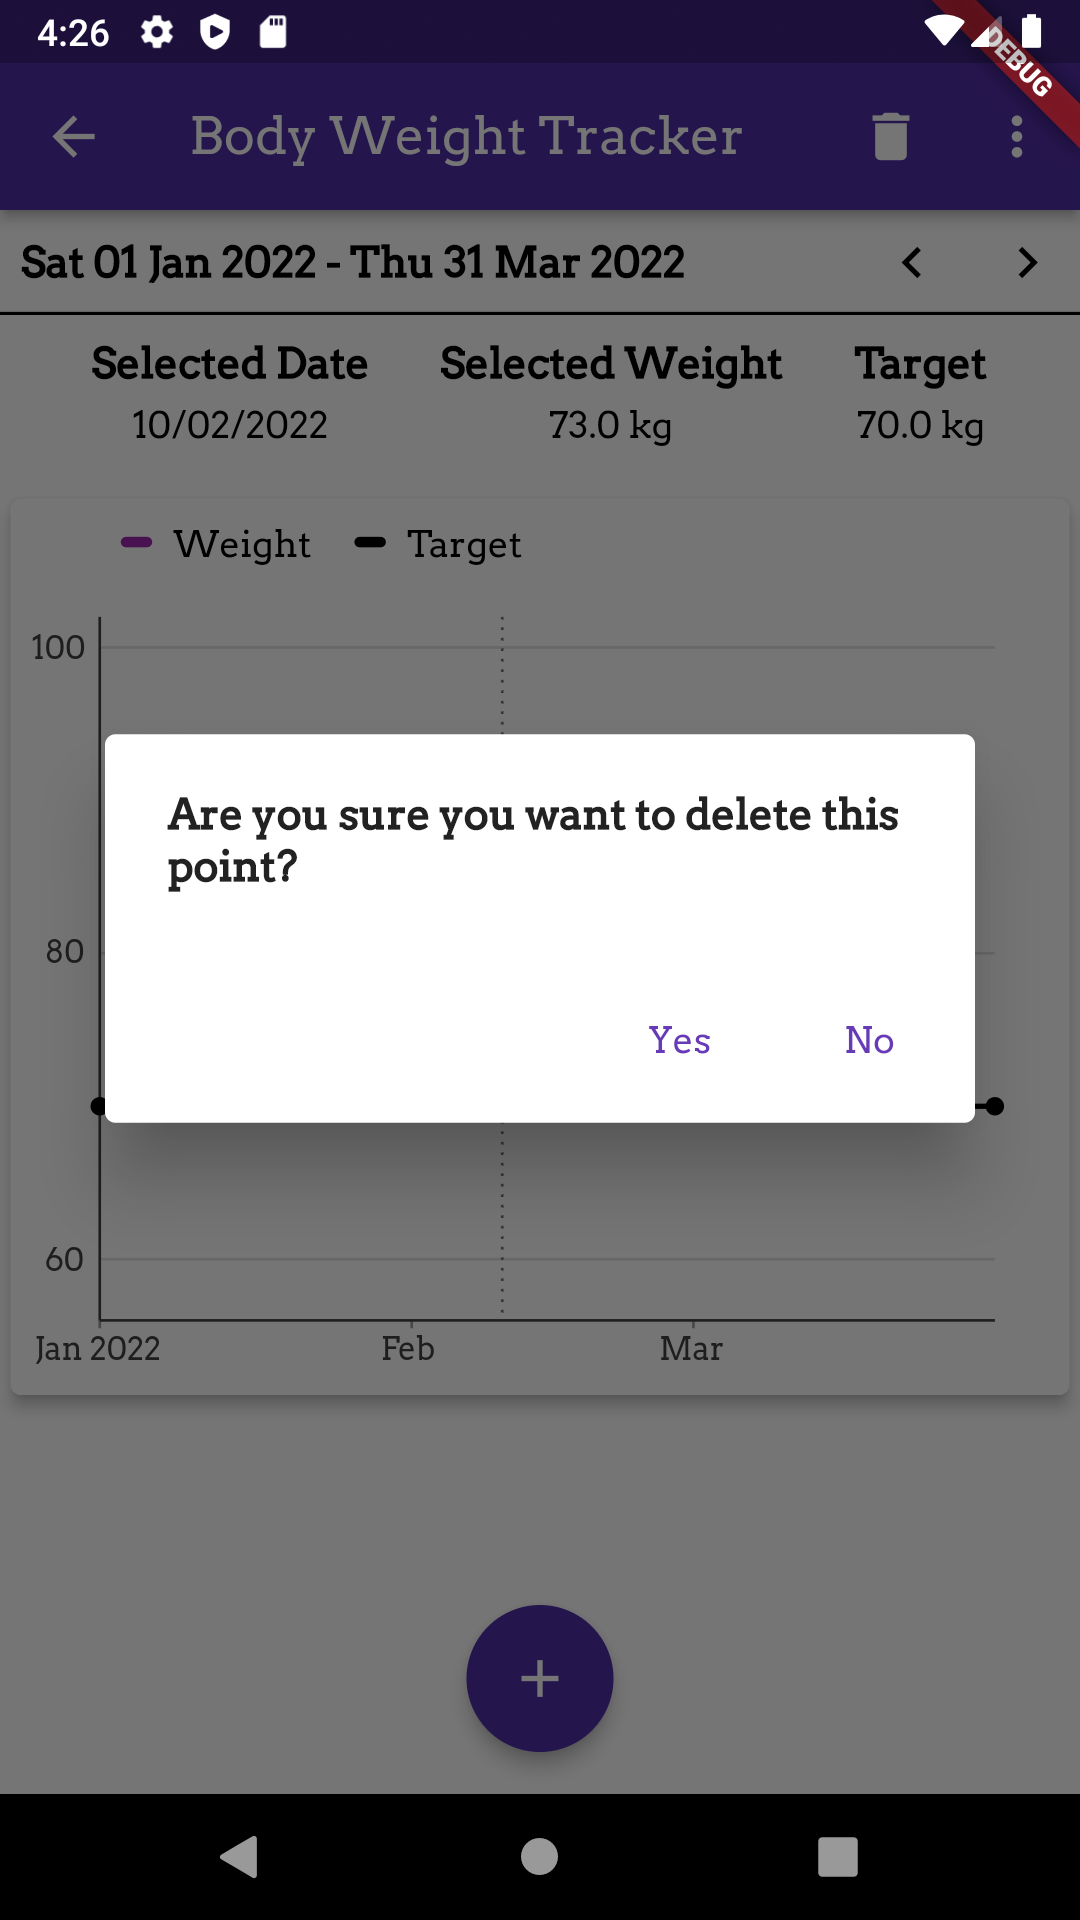 4:26
DEBUG
Body Weight Tracker
Sat 01 Jan 2022 - Thu 31 Mar 2022
Selected Date Selected Weight Target
10/02/2022 73.0 kg 70.0 kg
Weight Target
100
Are you sure you want to delete this
point?
80
Yes No
60
Jan 2022 Feb Mar